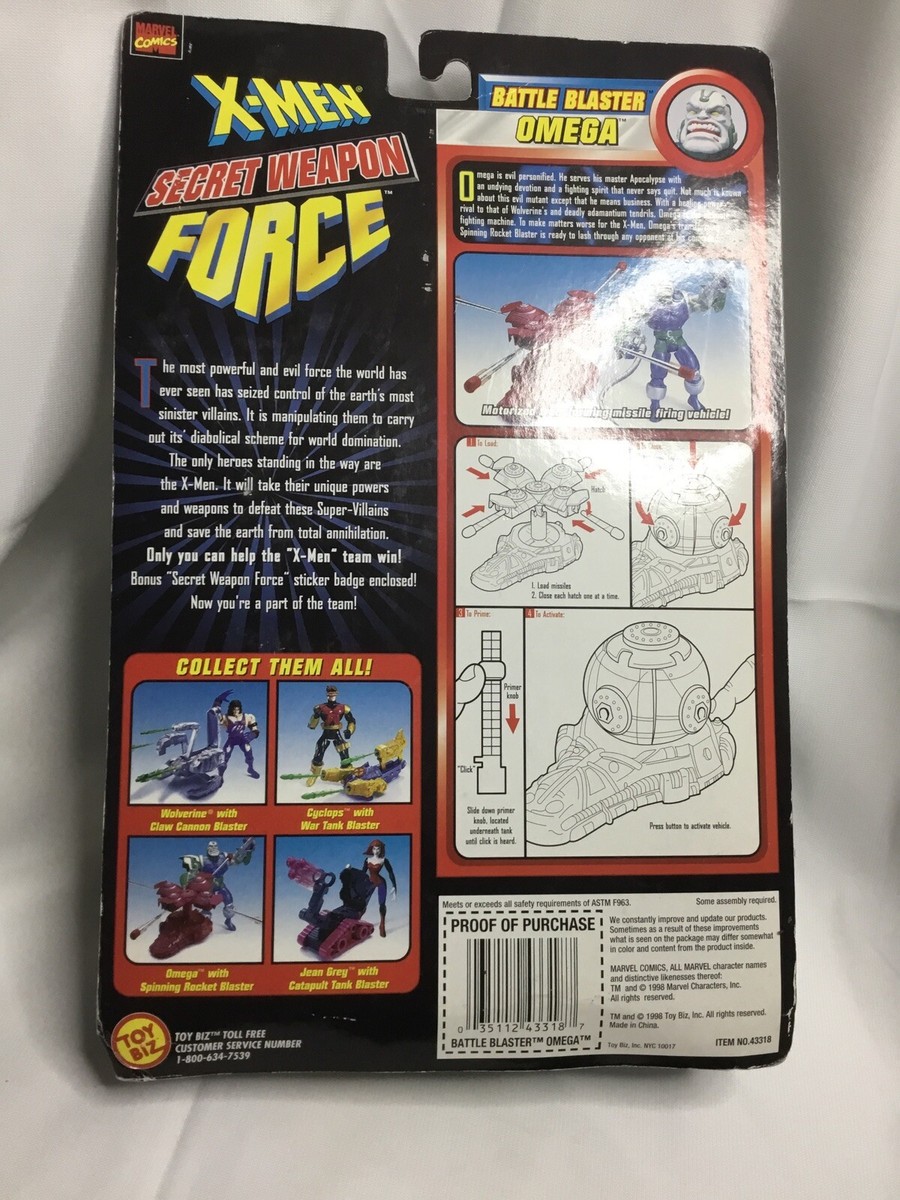 MARVEL
COMICS
X-MEN®
SECRET WEAPON
FORCE™
The most powerful and evil force the world has
ever seen has seized control of the earth's most
sinister villains. It is manipulating them to carry
out its' diabolical scheme for world domination.
The only heroes standing in the way are
the X-Men. It will take their unique powers
and weapons to defeat these Super-Villains
and save the earth from total annihilation.
Only you can help the "X-Men" team win!
Bonus "Secret Weapon Force" sticker badge enclosed!
Now you're a part of the team!
COLLECT THEM ALL!
Wolverine® with
Claw Cannon Blaster
Cyclops™ with
War Tank Blaster
Omega™ with
Spinning Rocket Blaster
Jean Grey™ with
Catapult Tank Blaster
TOY
BIZ
TOY BIZ™ TOLL FREE
CUSTOMER SERVICE NUMBER
1-800-634-7539
BATTLE BLASTER™
OMEGA™
Omega is evil personified. He serves his master Apocalypse with
an undying devotion and a fighting spirit that never says quit. Not much is known
about this evil mutant except that he means business. With a healing
rival to that of Wolverine's and deadly adamantium tendrils, Omega
fighting machine. To make matters worse for the X-Men, Omega's
Spinning Rocket Blaster is ready to lash through any opponent at his
Motorized missile firing vehicle!
1 To Load:
Hatch
1. Load missiles
2. Close each hatch one at a time.
3 To Prime:
Primer
knob
"Click"
Slide down primer
knob, located
underneath tank
until click is heard.
4 To Activate:
Press button to activate vehicle.
Meets or exceeds all safety requirements of ASTM F963.
Some assembly required.
PROOF OF PURCHASE
0 35112 43318 7
BATTLE BLASTER™ OMEGA™
We constantly improve and update our products.
Sometimes as a result of these improvements
what is seen on the package may differ somewhat
in color and content from the product inside.
MARVEL COMICS, ALL MARVEL character names
and distinctive likenesses thereof:
TM and © 1998 Marvel Characters, Inc.
All rights reserved.
TM and © 1998 Toy Biz, Inc. All rights reserved.
Made in China.
Toy Biz, Inc. NYC 10017
ITEM NO.43318